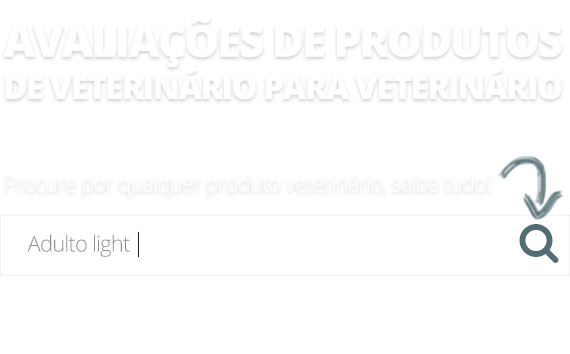 AVALIAÇÕES DE PRODUTOS
DE VETERINÁRIO PARA VETERINÁRIO
Procure por qualquer produto veterinário, saiba tudo!
Adulto light